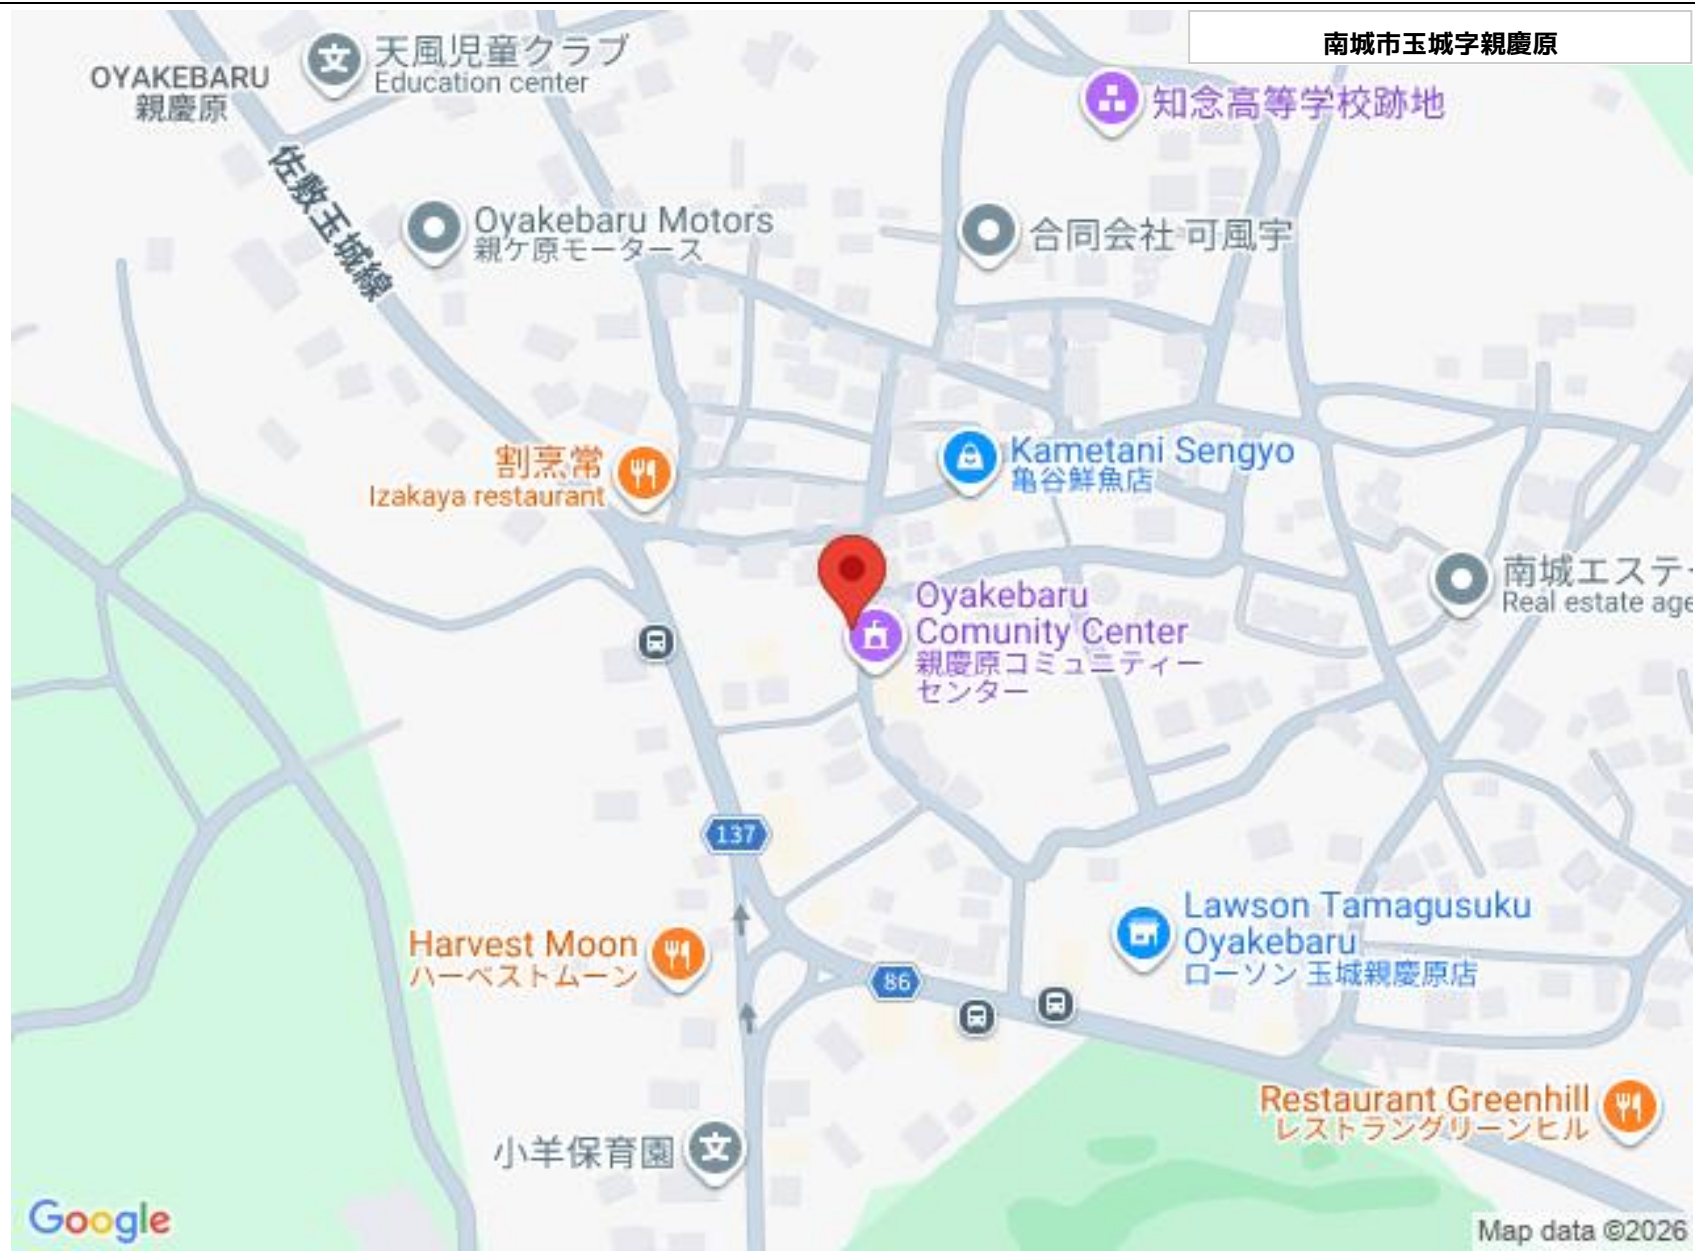 南城市玉城字親慶原
天風児童クラブ
Education center
OYAKEBARU
親慶原
知念高等学校跡地
佐敷玉城線
Oyakebaru Motors
親ケ原モータース
合同会社 可風宇
割烹常
Izakaya restaurant
Kametani Sengyo
亀谷鮮魚店
南城エステ
Real estate age
Oyakebaru
Comunity Center
親慶原コミュニティー
センター
137
Lawson Tamagusuku
Oyakebaru
ローソン 玉城親慶原店
Harvest Moon
ハーベストムーン
86
Restaurant Greenhill
レストラングリーンヒル
小羊保育園
Google
Map data ©2026